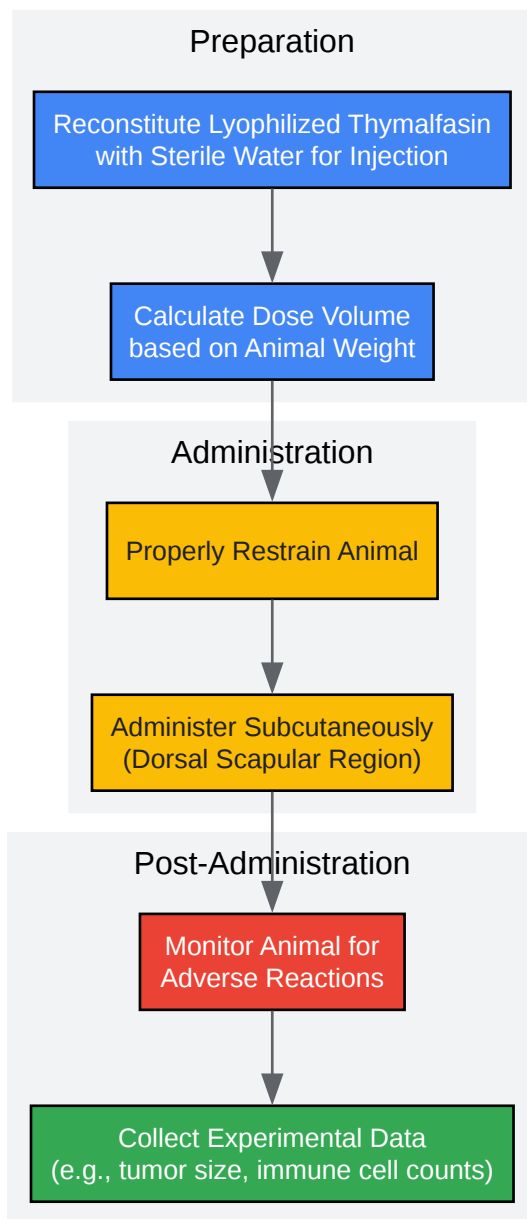 Preparation
Reconstitute Lyophilized Thymalfasin
with Sterile Water for Injection
Calculate Dose Volume
based on Animal Weight
Administration
Properly Restrain Animal
Administer Subcutaneously
(Dorsal Scapular Region)
Post-Administration
Monitor Animal for
Adverse Reactions
Collect Experimental Data
(e.g., tumor size, immune cell counts)